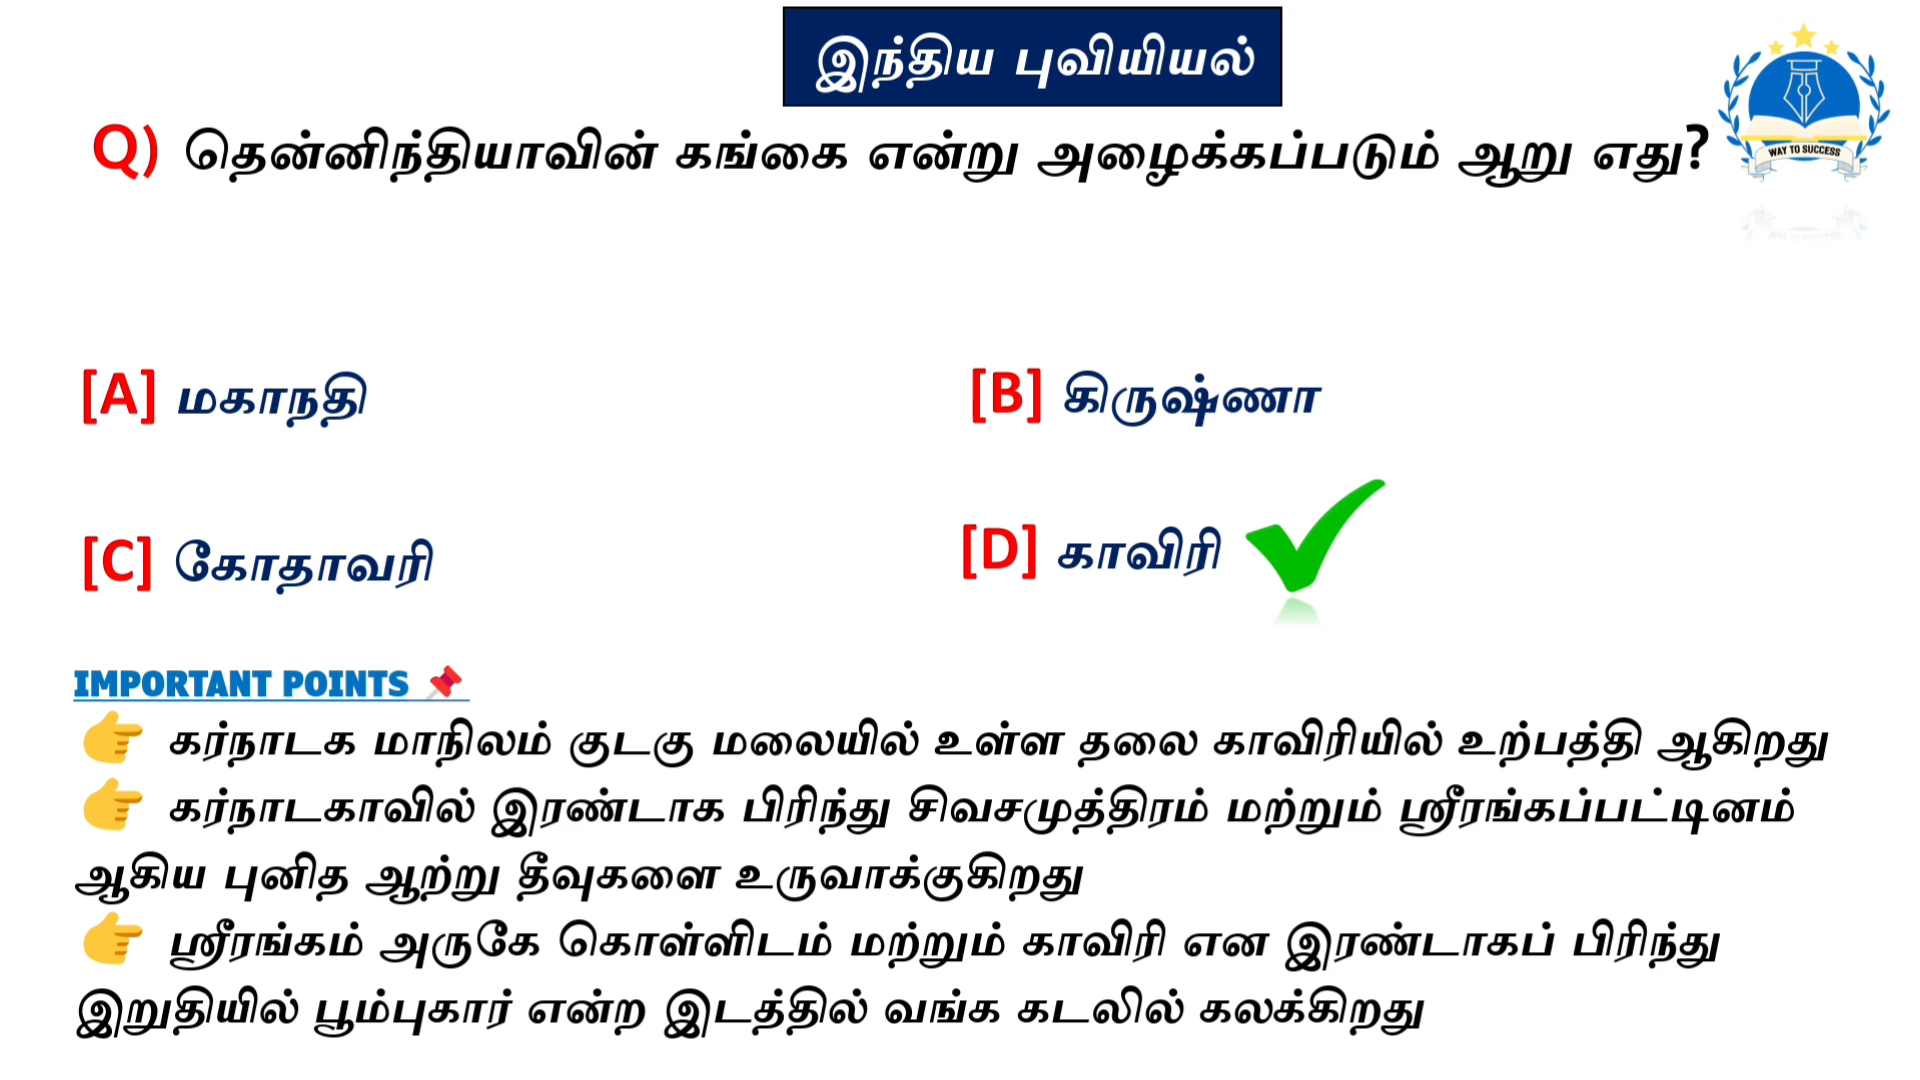 இந்திய புவியியல்
Q) தென்னிந்தியாவின் கங்கை என்று அழைக்கப்படும் ஆறு எது?
WAY TO SUCCESS
[A] மகாநதி
[B] கிருஷ்ணா
[C] கோதாவரி
[D] காவிரி
IMPORTANT POINTS
கர்நாடக மாநிலம் குடகு மலையில் உள்ள தலை காவிரியில் உற்பத்தி ஆகிறது
கர்நாடகாவில் இரண்டாக பிரிந்து சிவசமுத்திரம் மற்றும் ஸ்ரீரங்கப்பட்டினம்
ஆகிய புனித ஆற்று தீவுகளை உருவாக்குகிறது
ஸ்ரீரங்கம் அருகே கொள்ளிடம் மற்றும் காவிரி என இரண்டாகப் பிரிந்து
இறுதியில் பூம்புகார் என்ற இடத்தில் வங்க கடலில் கலக்கிறது